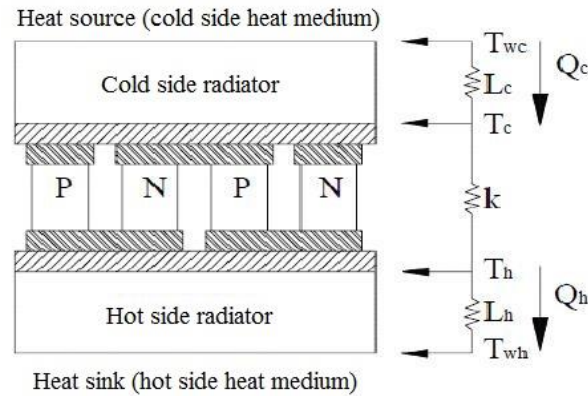 Heat source (cold side heat medium)
Cold side radiator
P N P N
Hot side radiator
Heat sink (hot side heat medium)
Twc
Lc
Qc
Tc
k
Th
Lh
Qh
Twh